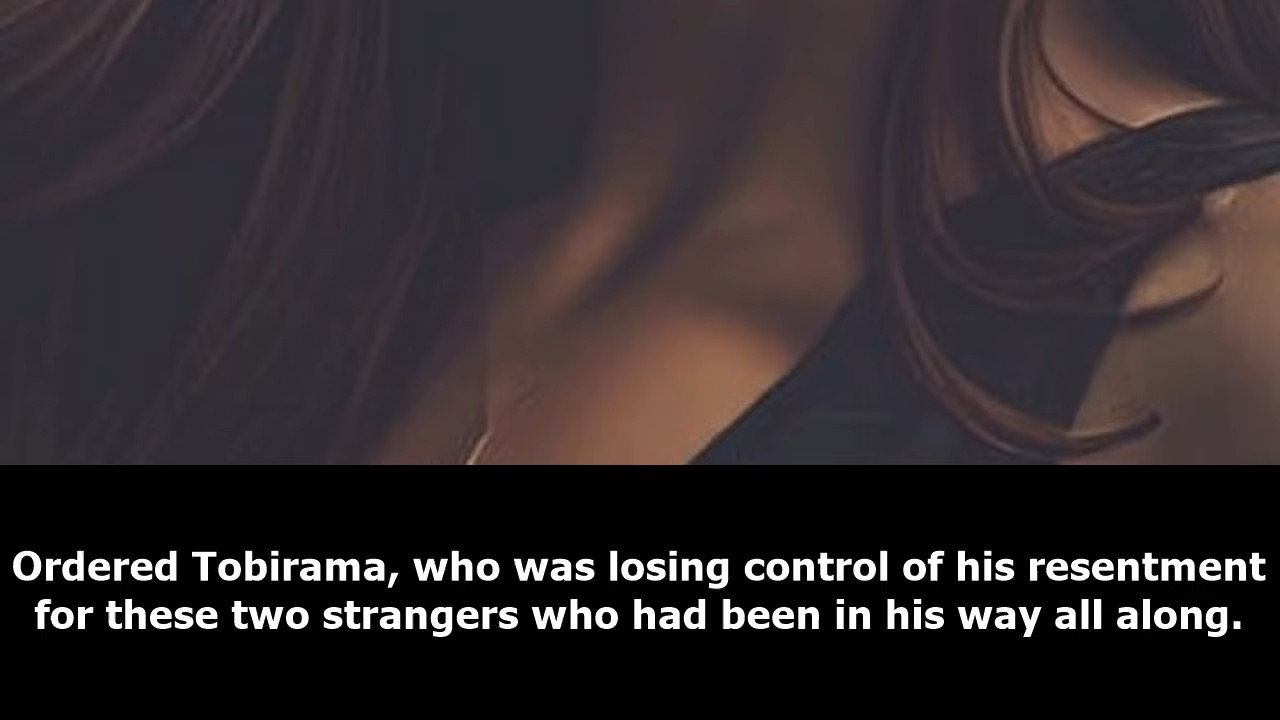 Ordered Tobirama, who was losing control of his resentment
for these two strangers who had been in his way all along.